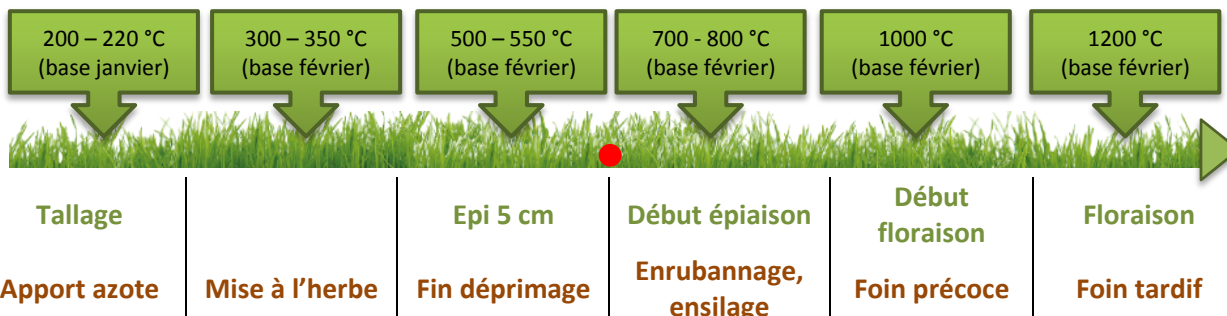 200 – 220 °C
(base janvier)
300 – 350 °C
(base février)
500 – 550 °C
(base février)
700 - 800 °C
(base février)
1000 °C
(base février)
1200 °C
(base février)
Tallage
Epi 5 cm
Début épiaison
Début
floraison
Floraison
Apport azote
Mise à l’herbe
Fin déprimage
Enrubannage,
ensilage
Foin précoce
Foin tardif